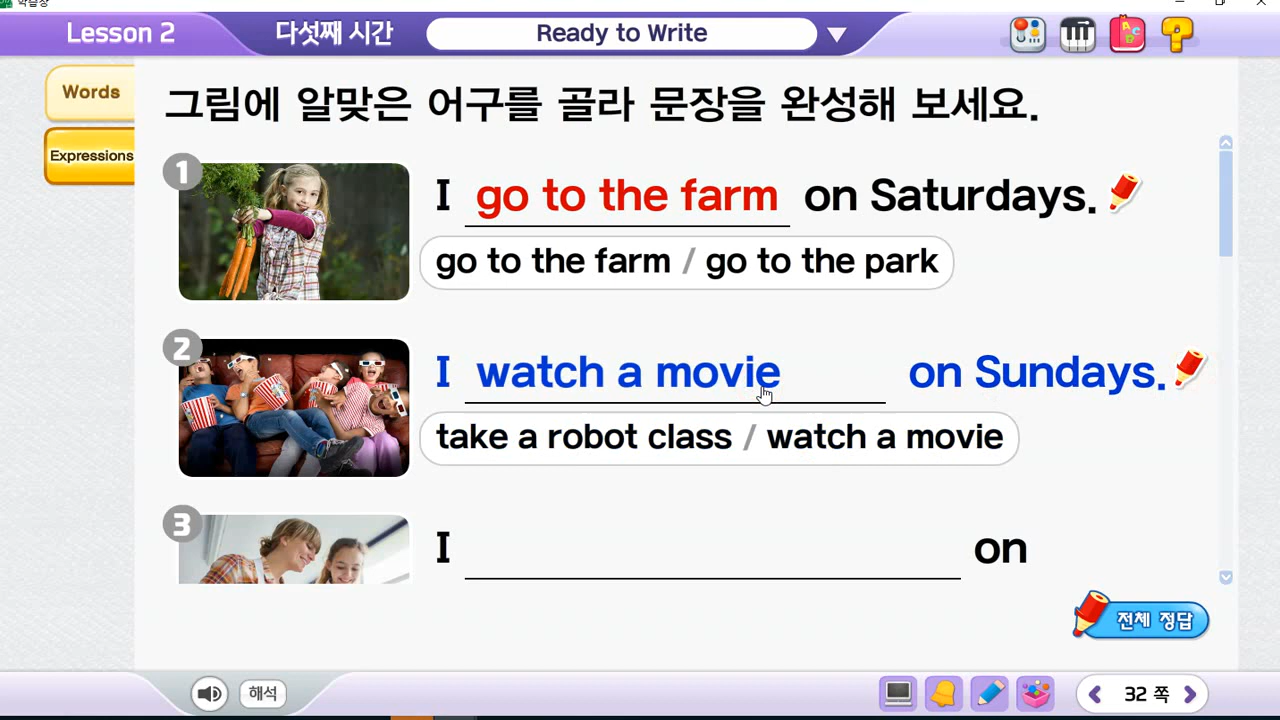 학습창
Lesson 2 다섯째 시간 Ready to Write
Words
Expressions
그림에 알맞은 어구를 골라 문장을 완성해 보세요.
1
I go to the farm on Saturdays.
go to the farm / go to the park
2
I watch a movie on Sundays.
take a robot class / watch a movie
3
I on
전체 정답
해석
32 쪽